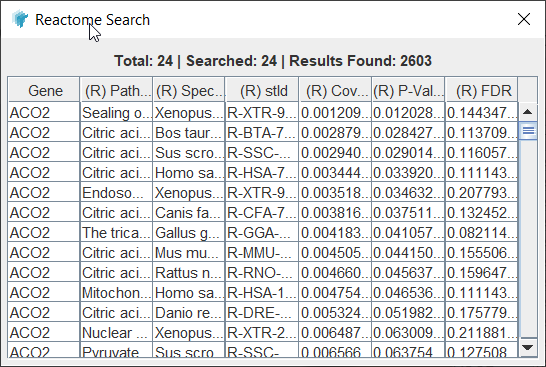 Reactome Search
Total: 24 | Searched: 24 | Results Found: 2603
Gene (R) Path... (R) Spec... (R) stId (R) Cov... (R) P-Val... (R) FDR
ACO2 Sealing o... Xenopus... R-XTR-9... 0.001209... 0.012028... 0.144347...
ACO2 Citric aci... Bos taur... R-BTA-7... 0.002879... 0.028427... 0.113709...
ACO2 Citric aci... Sus scro... R-SSC-... 0.002940... 0.029014... 0.116057...
ACO2 Citric aci... Homo sa... R-HSA-7... 0.003444... 0.033920... 0.111143...
ACO2 Endoso... Xenopus... R-XTR-9... 0.003518... 0.034632... 0.207793...
ACO2 Citric aci... Canis fa... R-CFA-7... 0.003816... 0.037511... 0.132452...
ACO2 The trica... Gallus g... R-GGA-... 0.004183... 0.041057... 0.082114...
ACO2 Citric aci... Mus mu... R-MMU-... 0.004505... 0.044150... 0.155506...
ACO2 Citric aci... Rattus n... R-RNO-... 0.004660... 0.045637... 0.159647...
ACO2 Mitochon... Homo sa... R-HSA-1... 0.004754... 0.046536... 0.111143...
ACO2 Citric aci... Danio re... R-DRE-... 0.005324... 0.051982... 0.175779...
ACO2 Nuclear ... Xenopus... R-XTR-2... 0.006487... 0.063009... 0.211881...
ACO2 Pyruvate... Sus scro... R-SSC-... 0.006566... 0.063754... 0.127508...